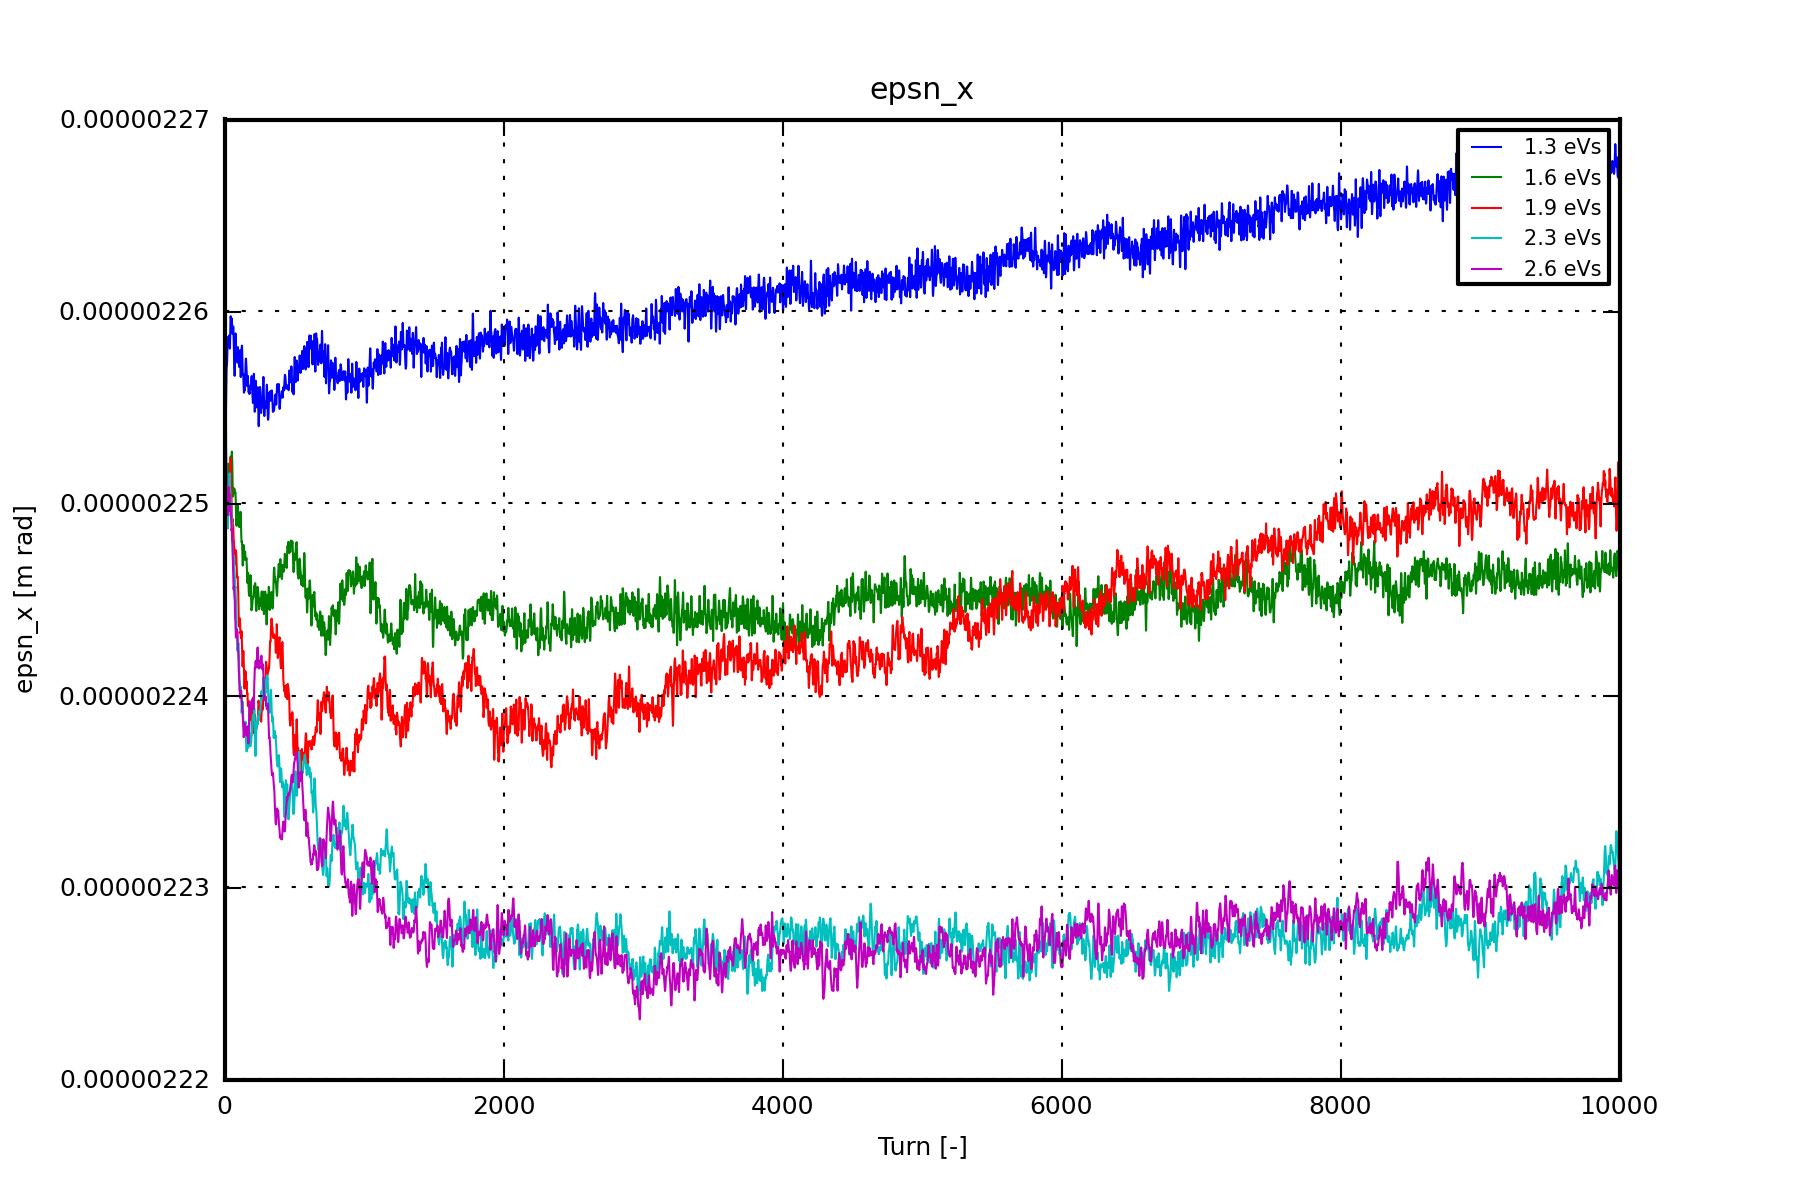 epsn_x
0.00000227
0.00000226
0.00000225
0.00000224
0.00000223
0.00000222
epsn_x [m rad]
1.3 eVs
1.6 eVs
1.9 eVs
2.3 eVs
2.6 eVs
0 2000 4000 6000 8000 10000
Turn [-]